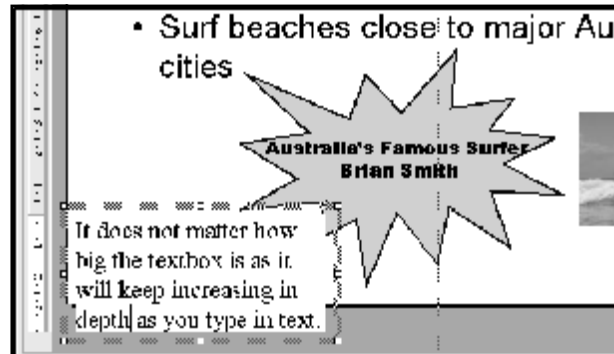 • Surf beaches close to major Au
cities
Australia's Famous Surfer
Brian Smith
It does not matter how
big the textbox is as it
will keep increasing in
depth as you type in text.